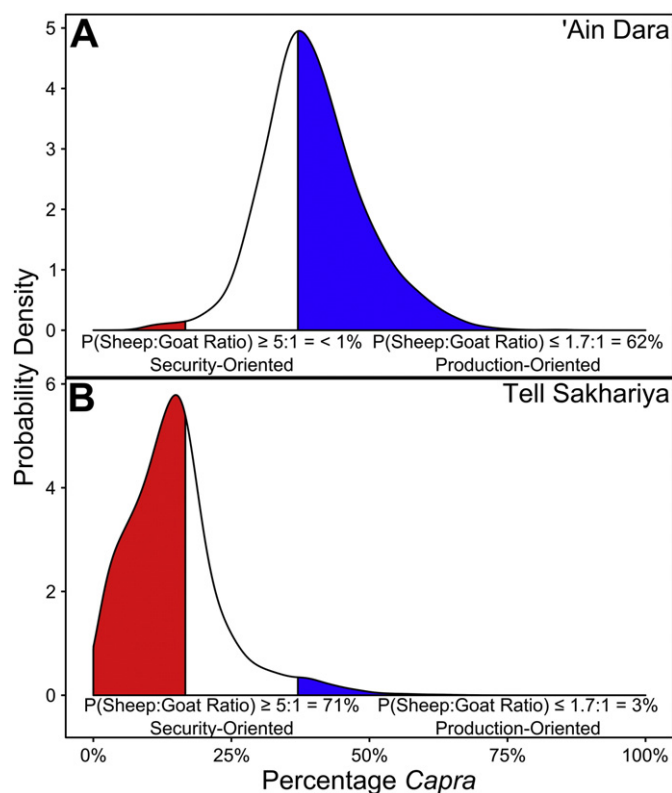 A
'Ain Dara
5
4
3
2
1
0
P(Sheep:Goat Ratio) ≥ 5:1 = < 1%
P(Sheep:Goat Ratio) ≤ 1.7:1 = 62%
Security-Oriented
Production-Oriented
Probability Density
B
Tell Sakhariya
6
4
2
0
P(Sheep:Goat Ratio) ≥ 5:1 = 71%
P(Sheep:Goat Ratio) ≤ 1.7:1 = 3%
Security-Oriented
Production-Oriented
0%
25%
50%
75%
100%
Percentage Capra